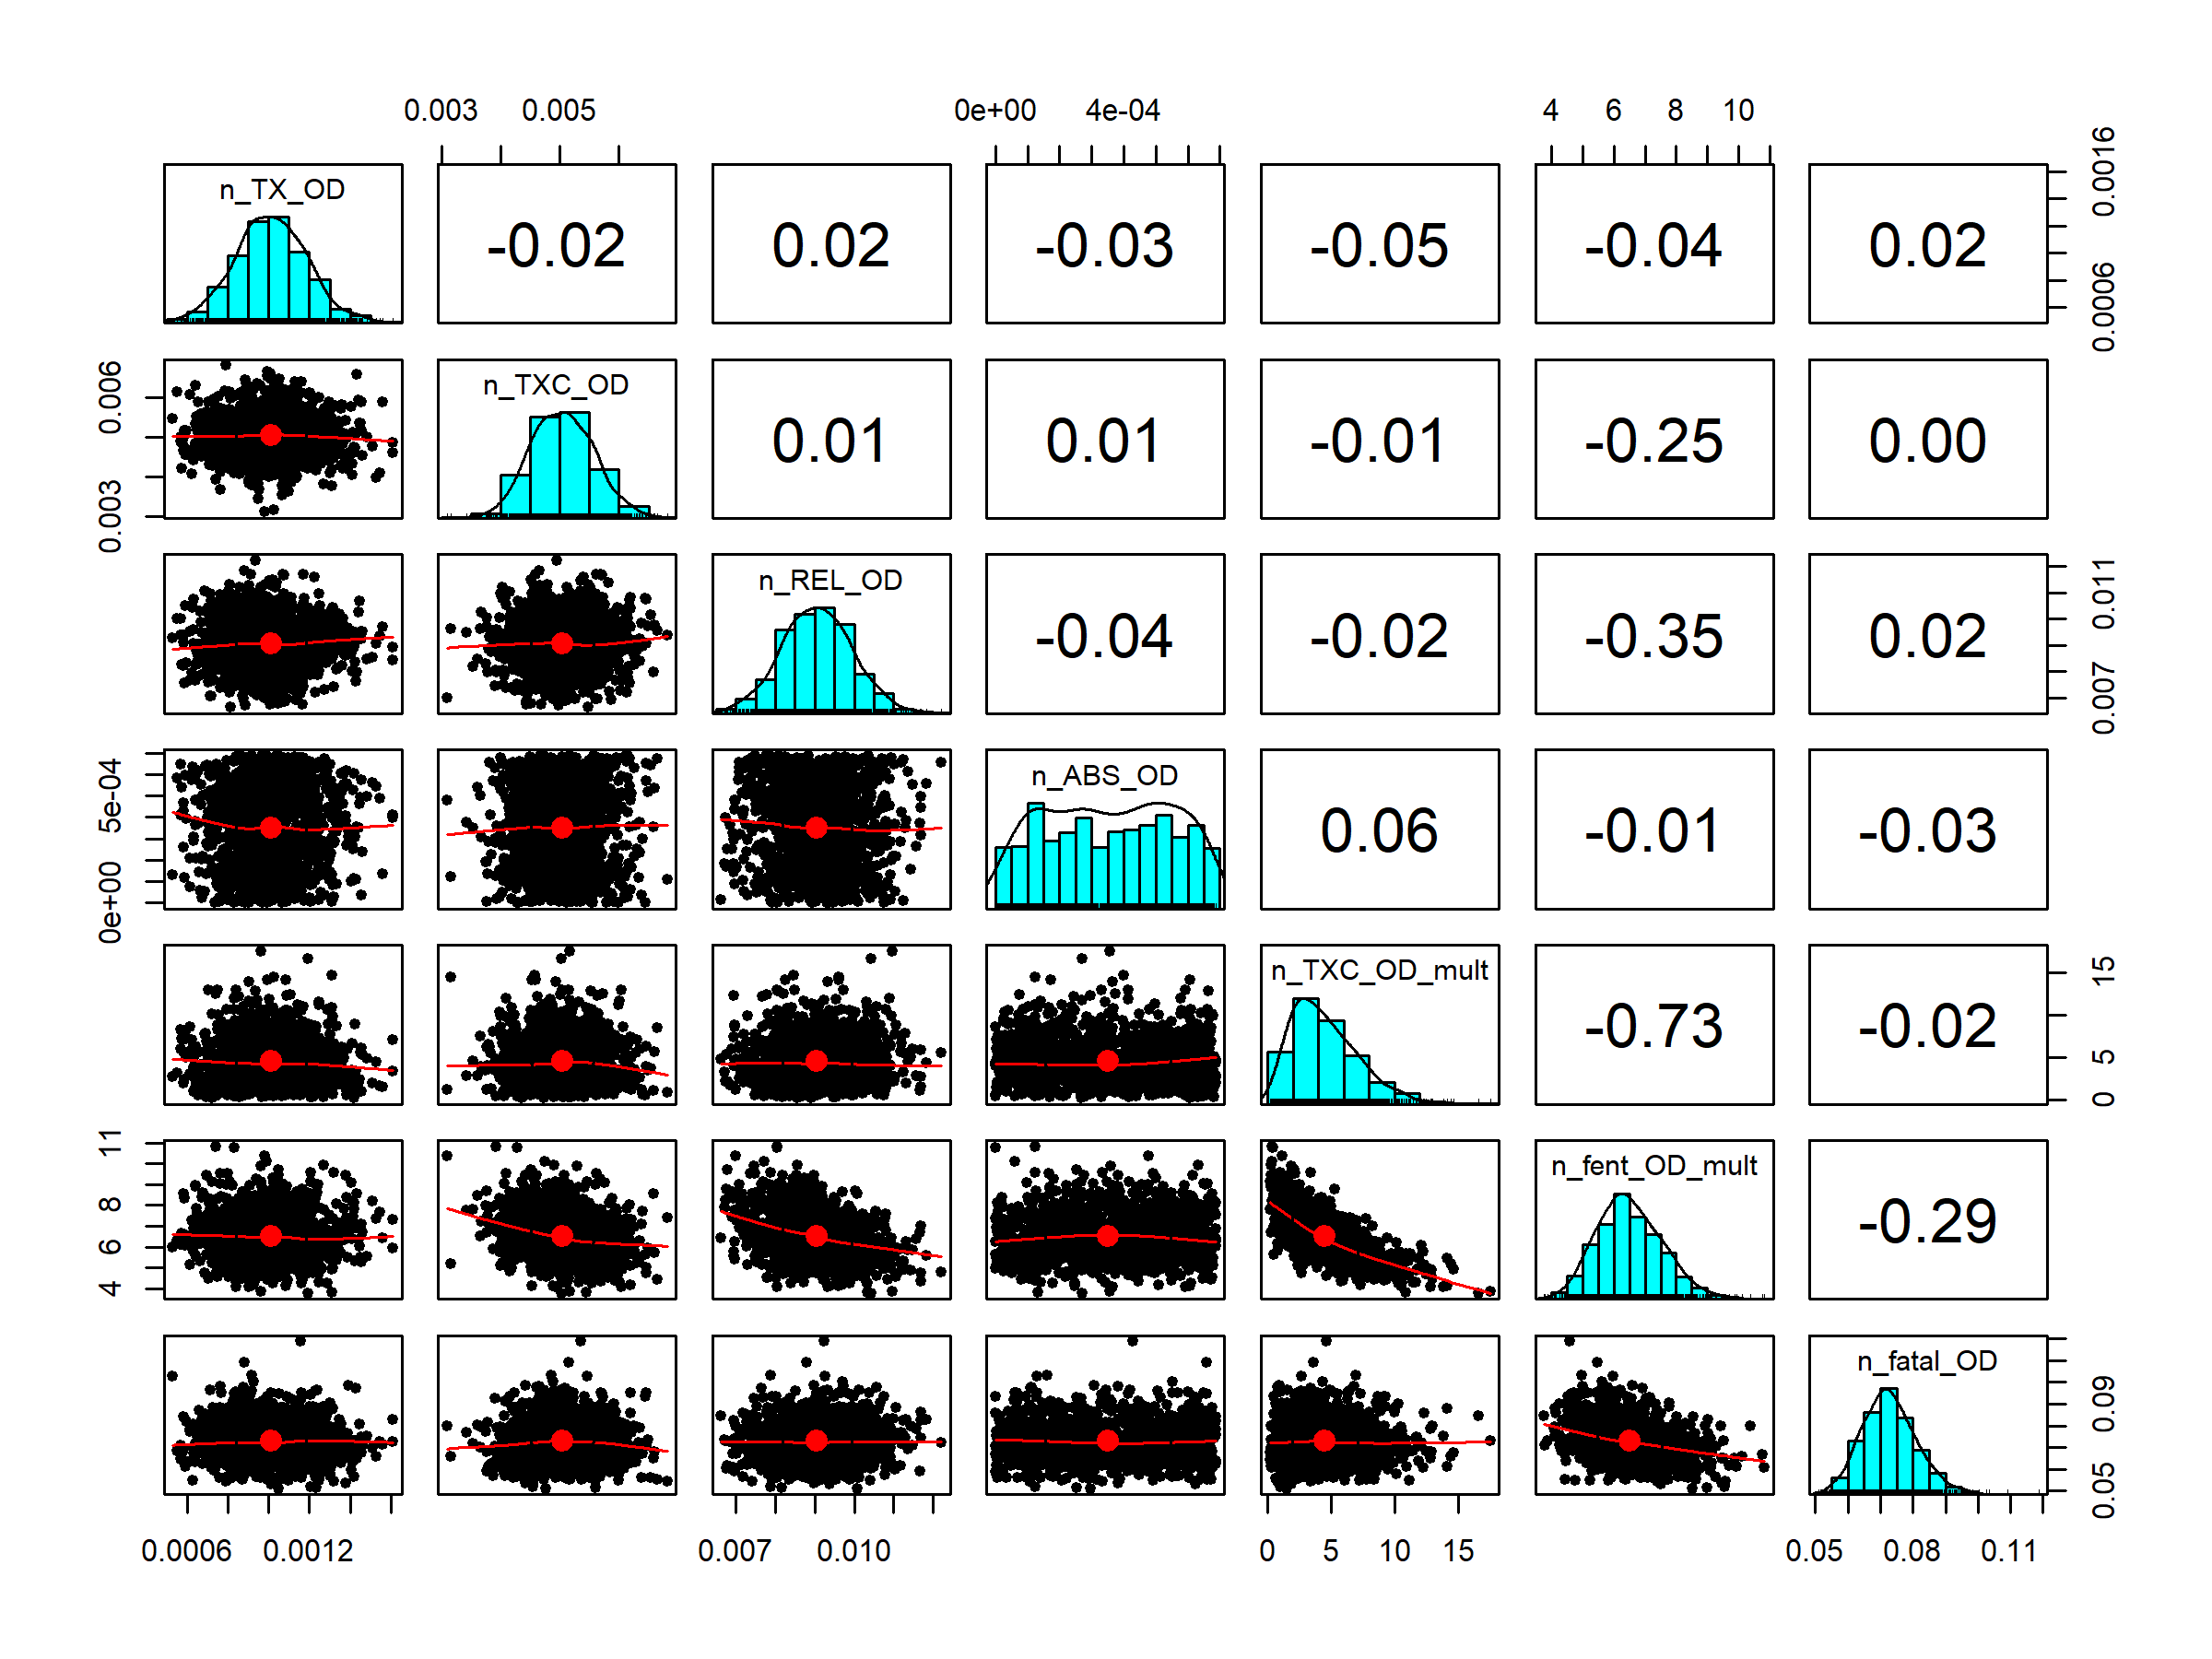 0.003 0.005 0e+00 4e-04 4 6 8 10
n_TX_OD -0.02 0.02 -0.03 -0.05 -0.04 0.02 0.0006 0.0016
0.003 0.006 n_TXC_OD 0.01 0.01 -0.01 -0.25 0.00
n_REL_OD -0.04 -0.02 -0.35 0.02 0.007 0.011
0e+00 5e-04 n_ABS_OD 0.06 -0.01 -0.03
n_TXC_OD_mult -0.73 -0.02 0 5 15
4 6 8 11 n_fent_OD_mult -0.29
n_fatal_OD 0.05 0.09
0.0006 0.0012 0.007 0.010 0 5 10 15 0.05 0.08 0.11